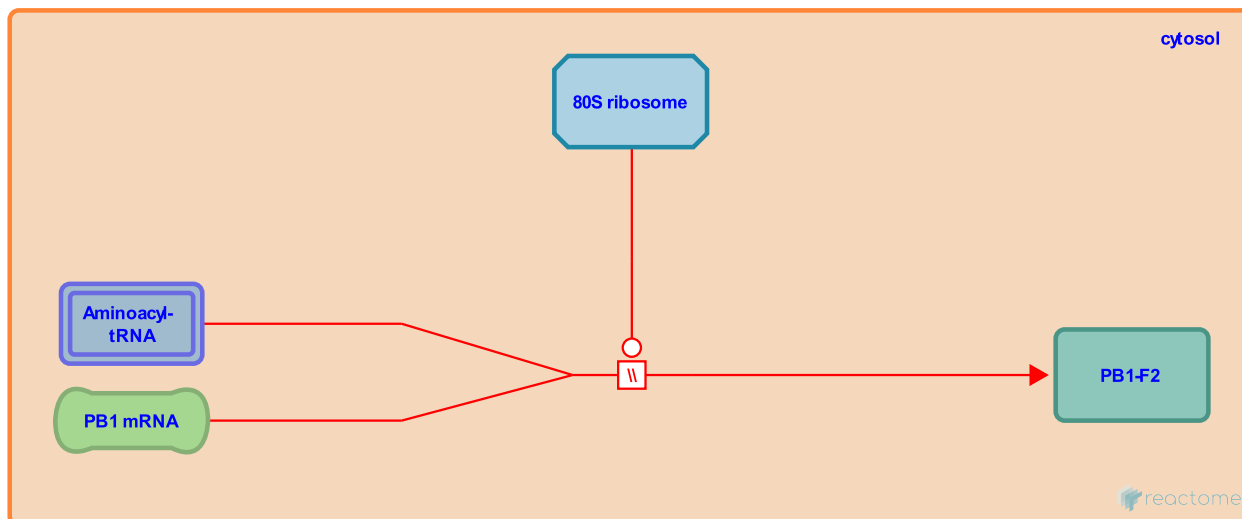 cytosol
80S ribosome
Aminoacyl-
tRNA
\\
PB1-F2
PB1 mRNA
reactome